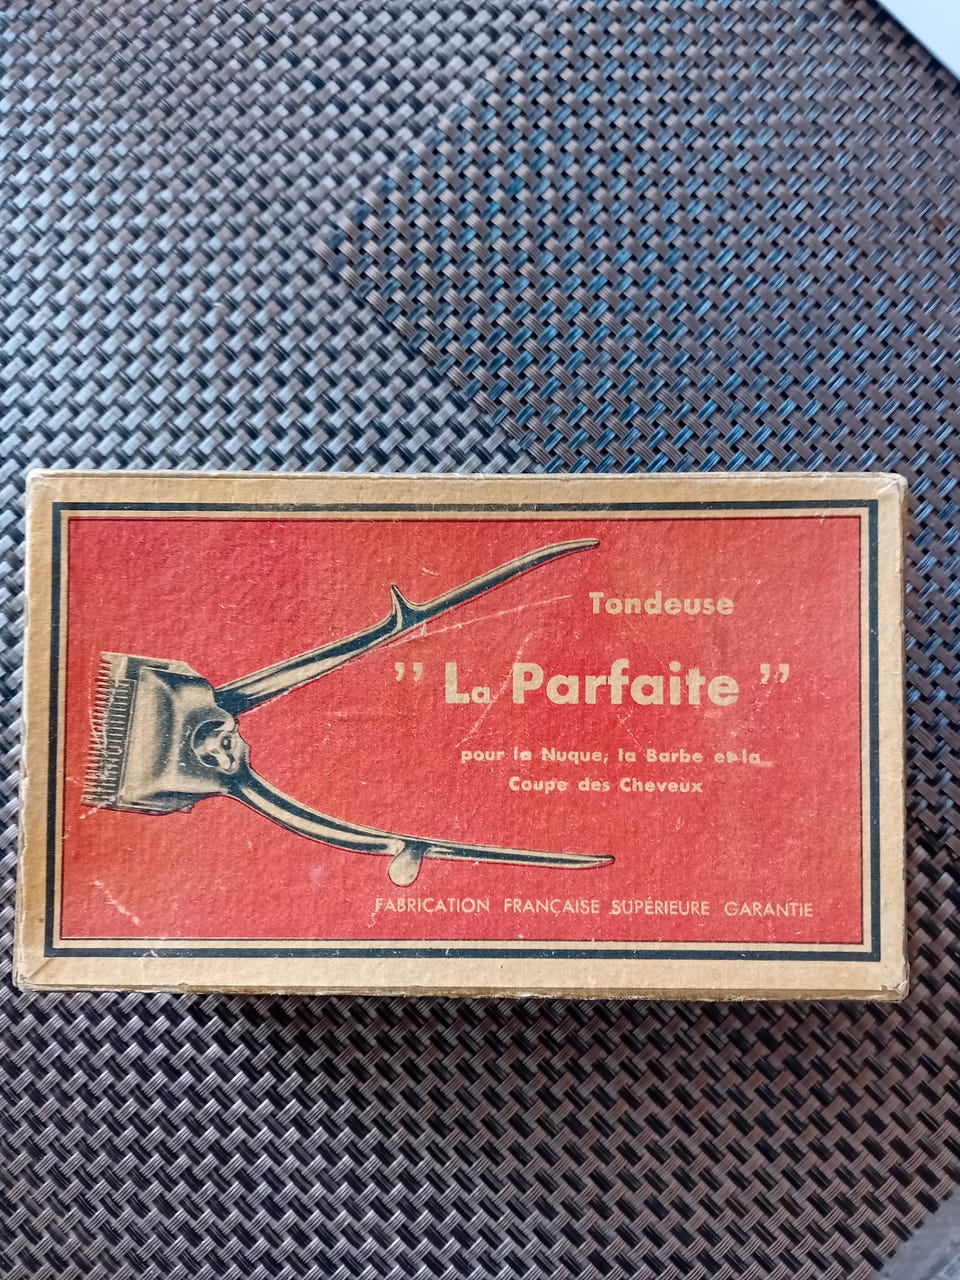 Tondeuse
" La Parfaite "
pour la Nuque, la Barbe et la
Coupe des Cheveux
FABRICATION FRANÇAISE SUPÉRIEURE GARANTIE